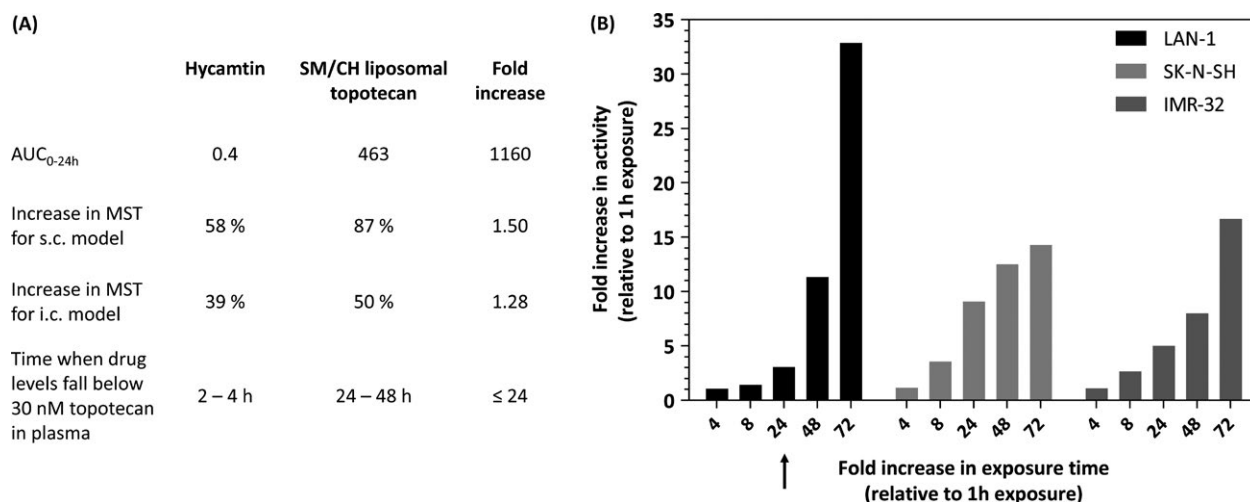 (A)
Hycamtin
SM/CH liposomal
topotecan
Fold
increase
AUC0-24h
0.4
463
1160
Increase in MST
for s.c. model
58 %
87 %
1.50
Increase in MST
for i.c. model
39 %
50 %
1.28
Time when drug
levels fall below
30 nM topotecan
in plasma
2 – 4 h
24 – 48 h
≤ 24
(B)
Fold increase in activity
(relative to 1 h exposure)
35
30
25
20
15
10
5
0
LAN-1
SK-N-SH
IMR-32
4 8 24 48 72 4 8 24 48 72 4 8 24 48 72
Fold increase in exposure time
(relative to 1h exposure)